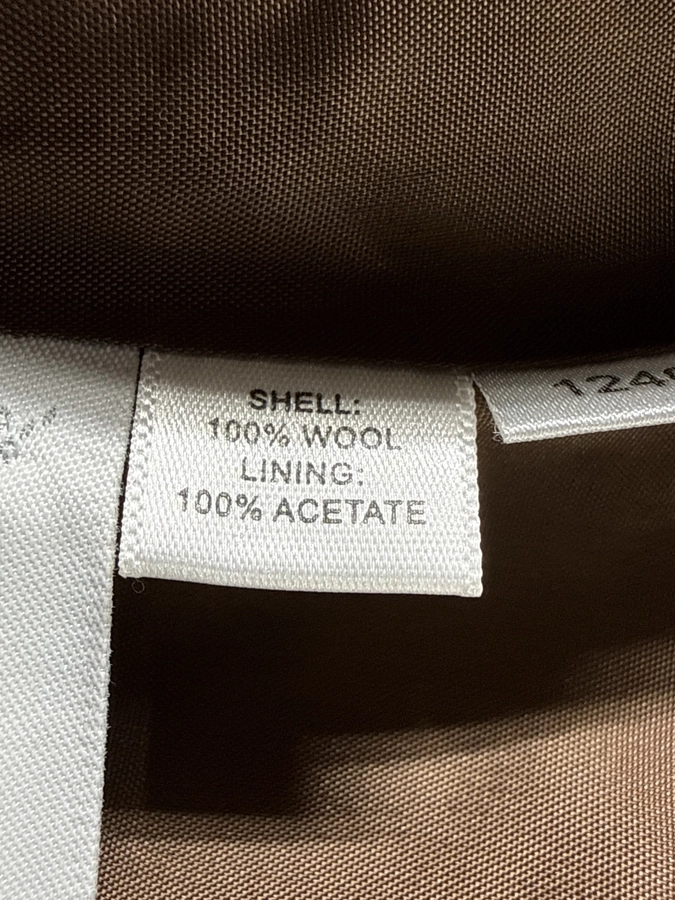 SHELL:
100% WOOL
LINING:
100% ACETATE